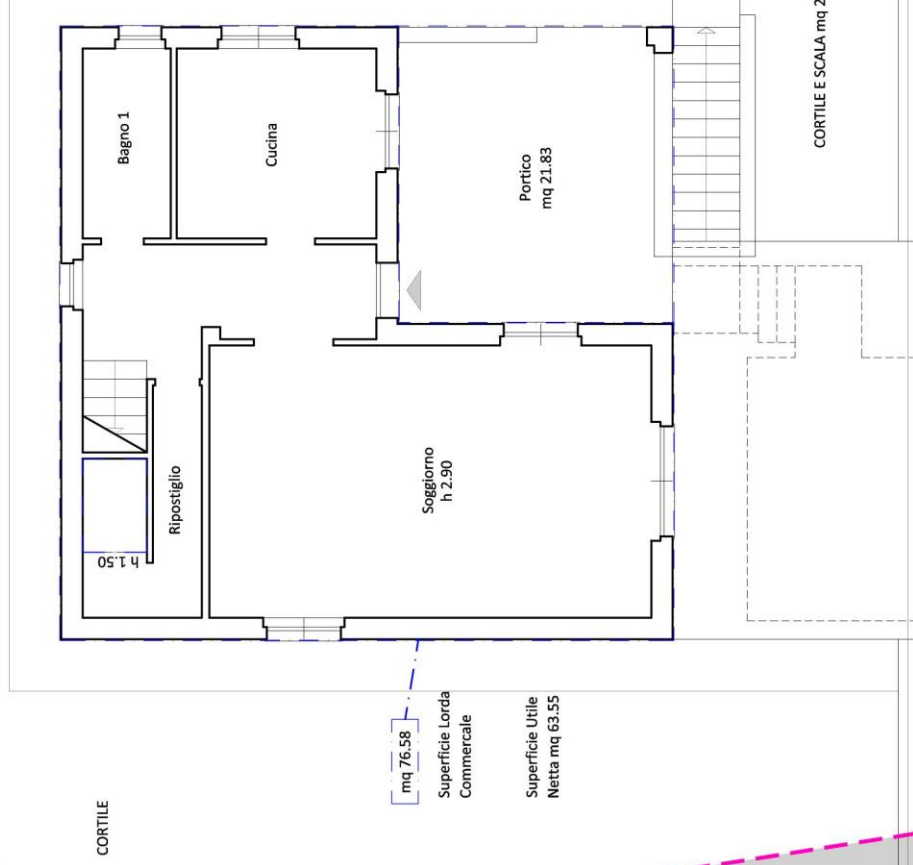 CORTILE
mq 76.58
Superficie Lorda
Commerciale
Superficie Utile
Netta mq 63.55
h 1.50
Ripostiglio
Soggiorno
h 2.90
Bagno 1
Cucina
Portico
mq 21.83
CORTILE E SCALA mq 2